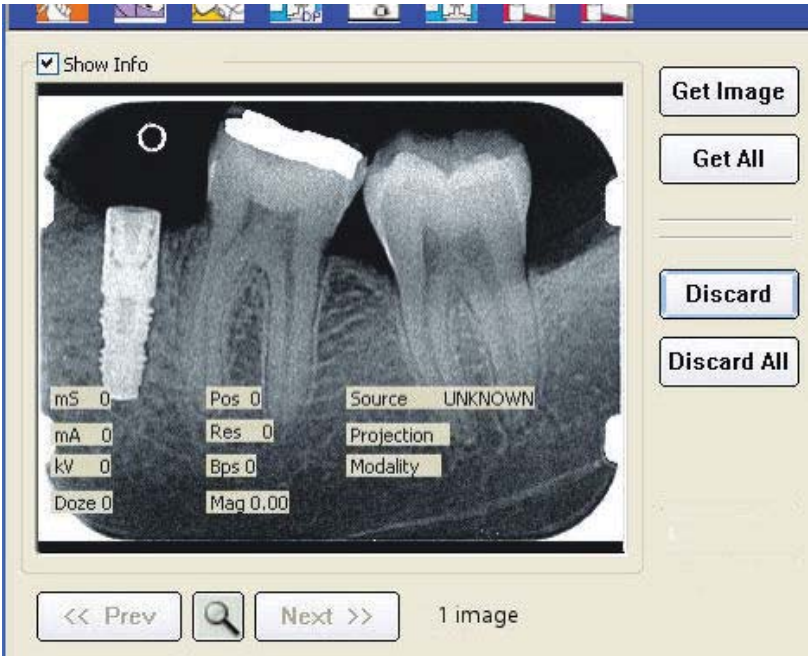 DP
Show Info
Get Image
Get All
Discard
Discard All
mS 0 Pos 0 Source UNKNOWN
mA 0 Res 0 Projection
kV 0 Bps 0 Modality
Doze 0 Mag 0.00
<< Prev Next >> 1 image